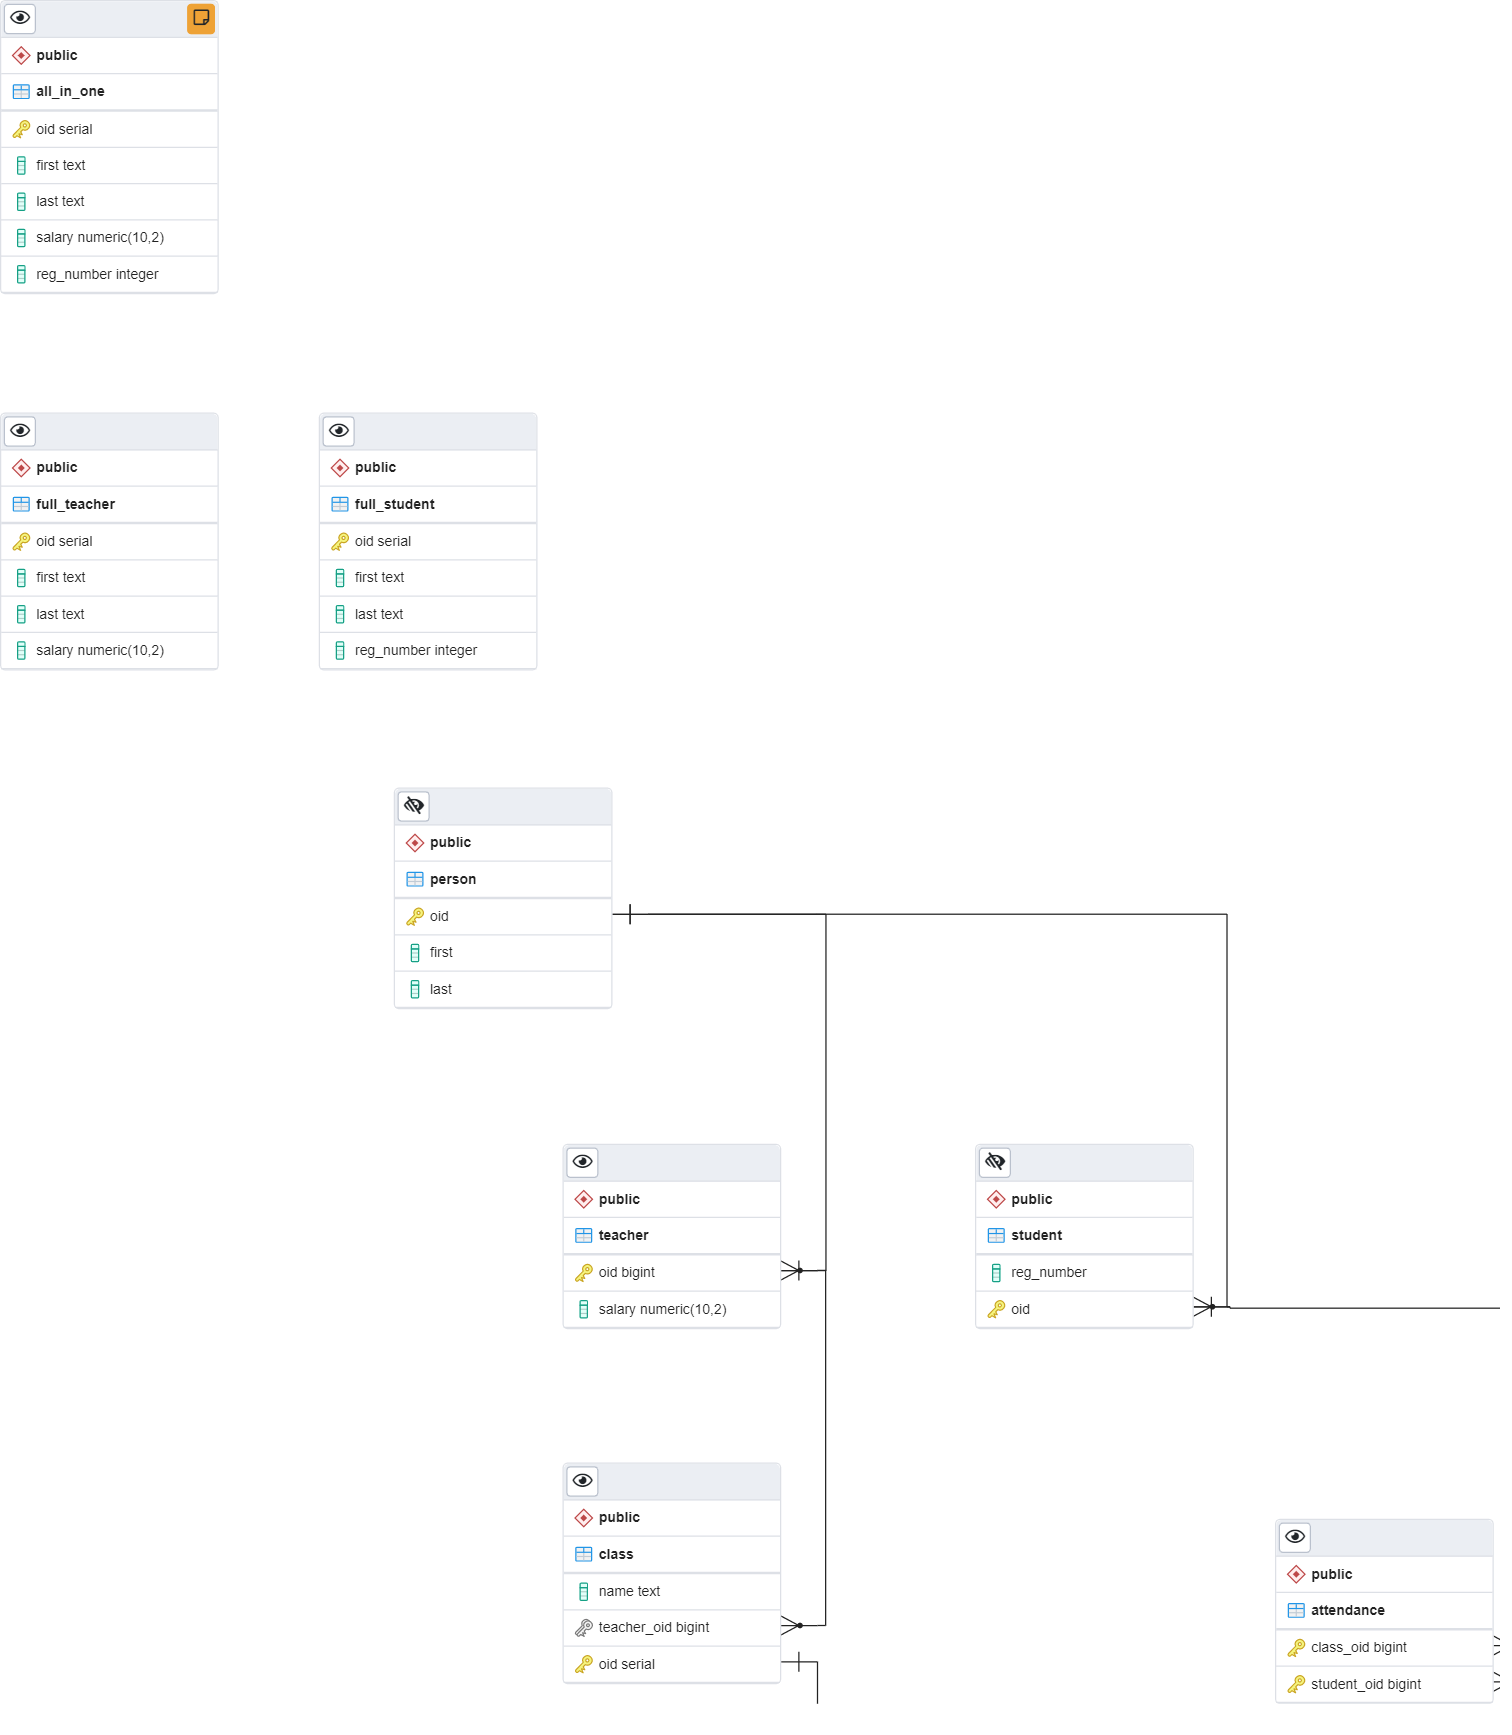 public
all_in_one
oid serial
first text
last text
salary numeric(10,2)
reg_number integer
public
full_teacher
oid serial
first text
last text
salary numeric(10,2)
public
full_student
oid serial
first text
last text
reg_number integer
public
person
oid
first
last
public
teacher
oid bigint
salary numeric(10,2)
public
student
reg_number
oid
public
class
name text
teacher_oid bigint
oid serial
public
attendance
class_oid bigint
student_oid bigint